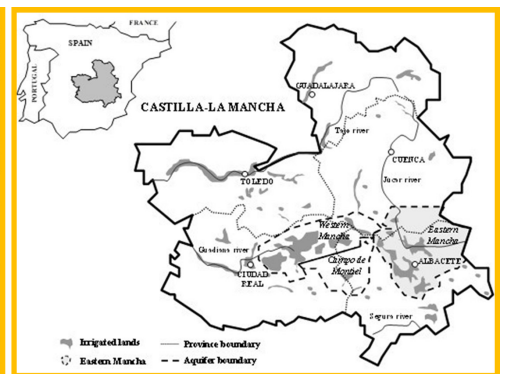 FRANCE
SPAIN
PORTUGAL
CASTILLA-LA MANCHA
GUADALAJARA
Tajo river
CUENCA
TOLEDO
Jucar river
Western
Mancha
Eastern
Mancha
Guadiana river
Campo de
Montiel
CIUDAD
REAL
ALBACETE
Segura river
Irrigated lands
Province boundary
Eastern Mancha
Aquifer boundary